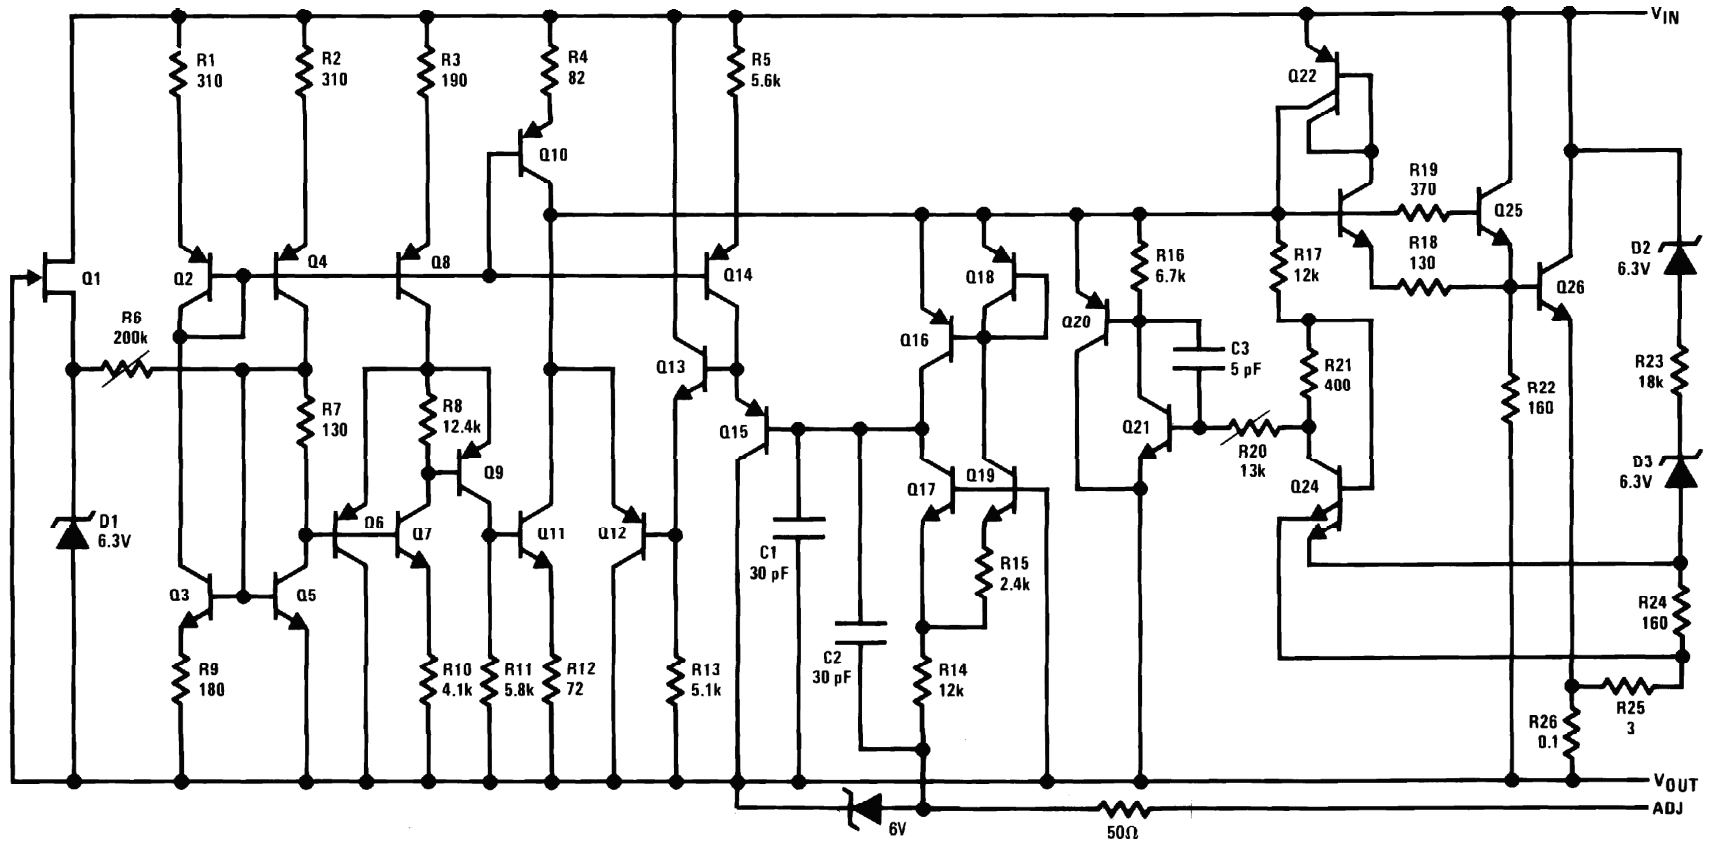 VIN
R1
310
R2
310
R3
190
R4
82
R5
5.6k
Q22
Q10
R19
370
Q25
Q1
Q2
Q4
Q8
Q14
Q18
R16
6.7k
R17
12k
R18
130
Q26
D2
6.3V
R6
200k
Q13
Q16
Q20
C3
5 pF
R21
400
R22
160
R23
18k
R7
130
R8
12.4k
Q9
Q15
Q21
R20
13k
D3
6.3V
D1
6.3V
Q6
Q7
Q11
Q12
Q17
Q19
Q24
C1
30 pF
R15
2.4k
Q3
Q5
R24
160
R9
180
R10
4.1k
R11
5.8k
R12
72
R13
5.1k
C2
30 pF
R14
12k
R25
3
R26
0.1
VOUT
ADJ
6V
50Ω